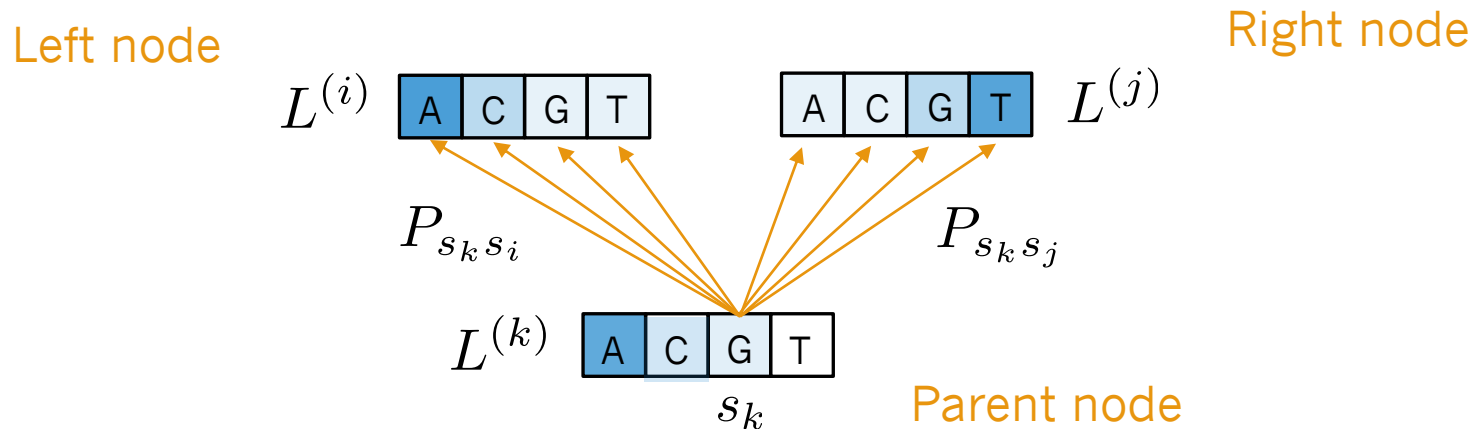 Left node
Right node
L^{(i)} A C G T
A C G T L^{(j)}
P_{s_k s_i}
P_{s_k s_j}
L^{(k)} A C G T
s_k
Parent node